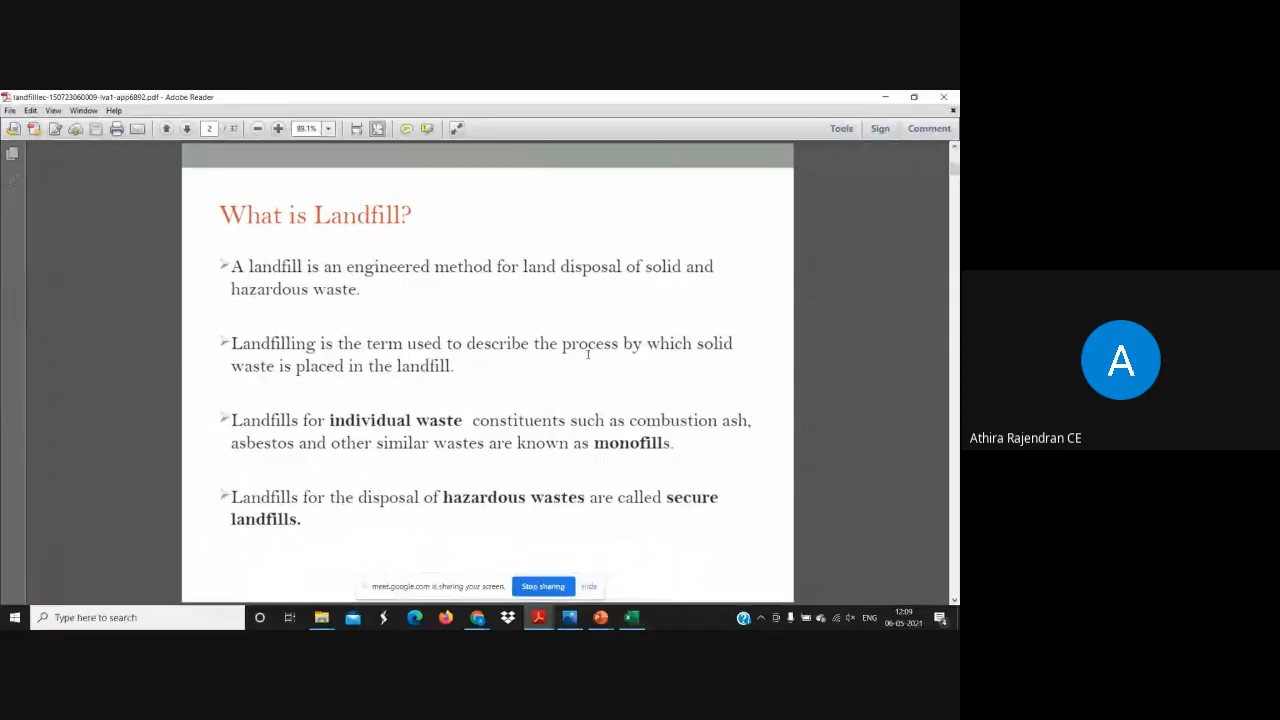 landfilllec-150723060009-lva1-app6892.pdf - Adobe Reader
File Edit View Window Help
2 / 37 89.1% Tools Sign Comment
What is Landfill?
A landfill is an engineered method for land disposal of solid and
hazardous waste.
Landfilling is the term used to describe the process by which solid
waste is placed in the landfill.
Landfills for individual waste constituents such as combustion ash,
asbestos and other similar wastes are known as monofills.
Landfills for the disposal of hazardous wastes are called secure
landfills.
meet.google.com is sharing your screen. Stop sharing Hide
Type here to search
ENG
12:09
06-05-2021
A
Athira Rajendran CE